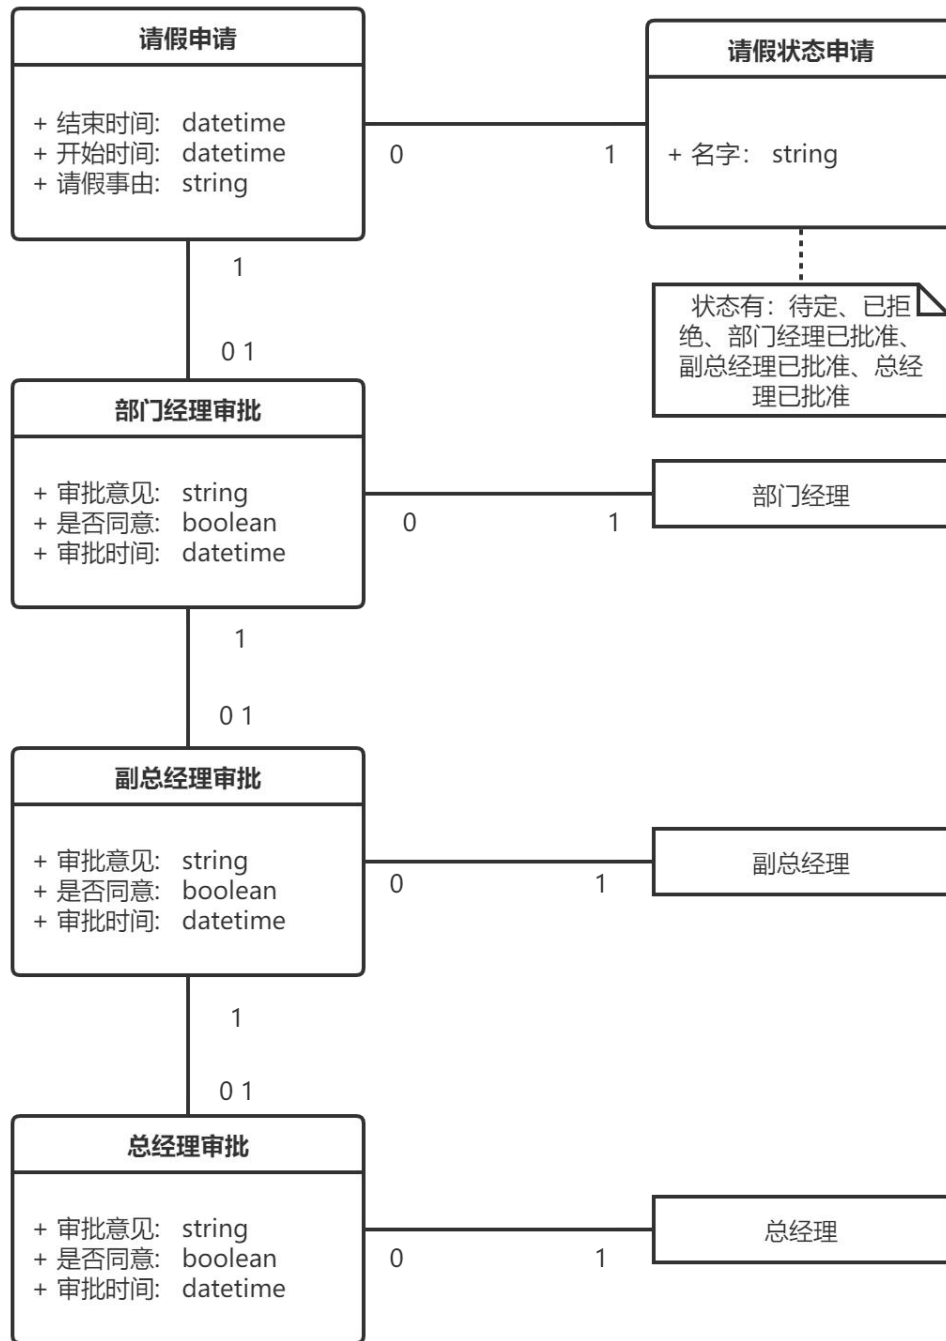 请假申请
+ 结束时间: datetime
+ 开始时间: datetime
+ 请假事由: string
请假状态申请
+ 名字: string
0
1
状态有：待定、已拒
绝、部门经理已批准、
副总经理已批准、总经
理已批准
1
0 1
部门经理审批
+ 审批意见: string
+ 是否同意: boolean
+ 审批时间: datetime
0
1
部门经理
1
0 1
副总经理审批
+ 审批意见: string
+ 是否同意: boolean
+ 审批时间: datetime
0
1
副总经理
1
0 1
总经理审批
+ 审批意见: string
+ 是否同意: boolean
+ 审批时间: datetime
0
1
总经理